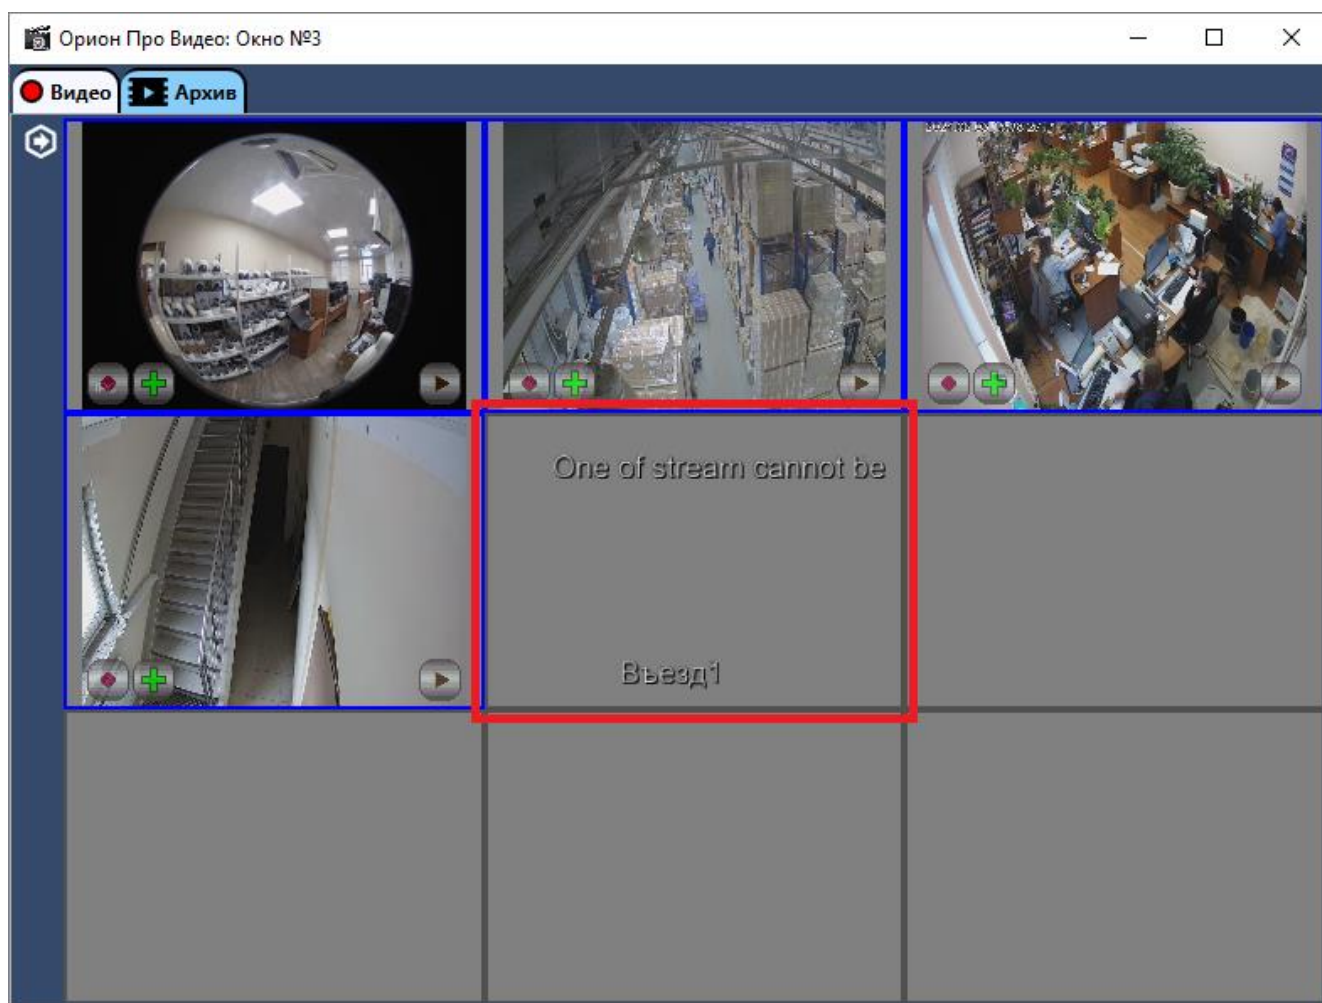 Орион Про Видео: Окно №3
Видео
Архив
One of stream cannot be
Въезд1